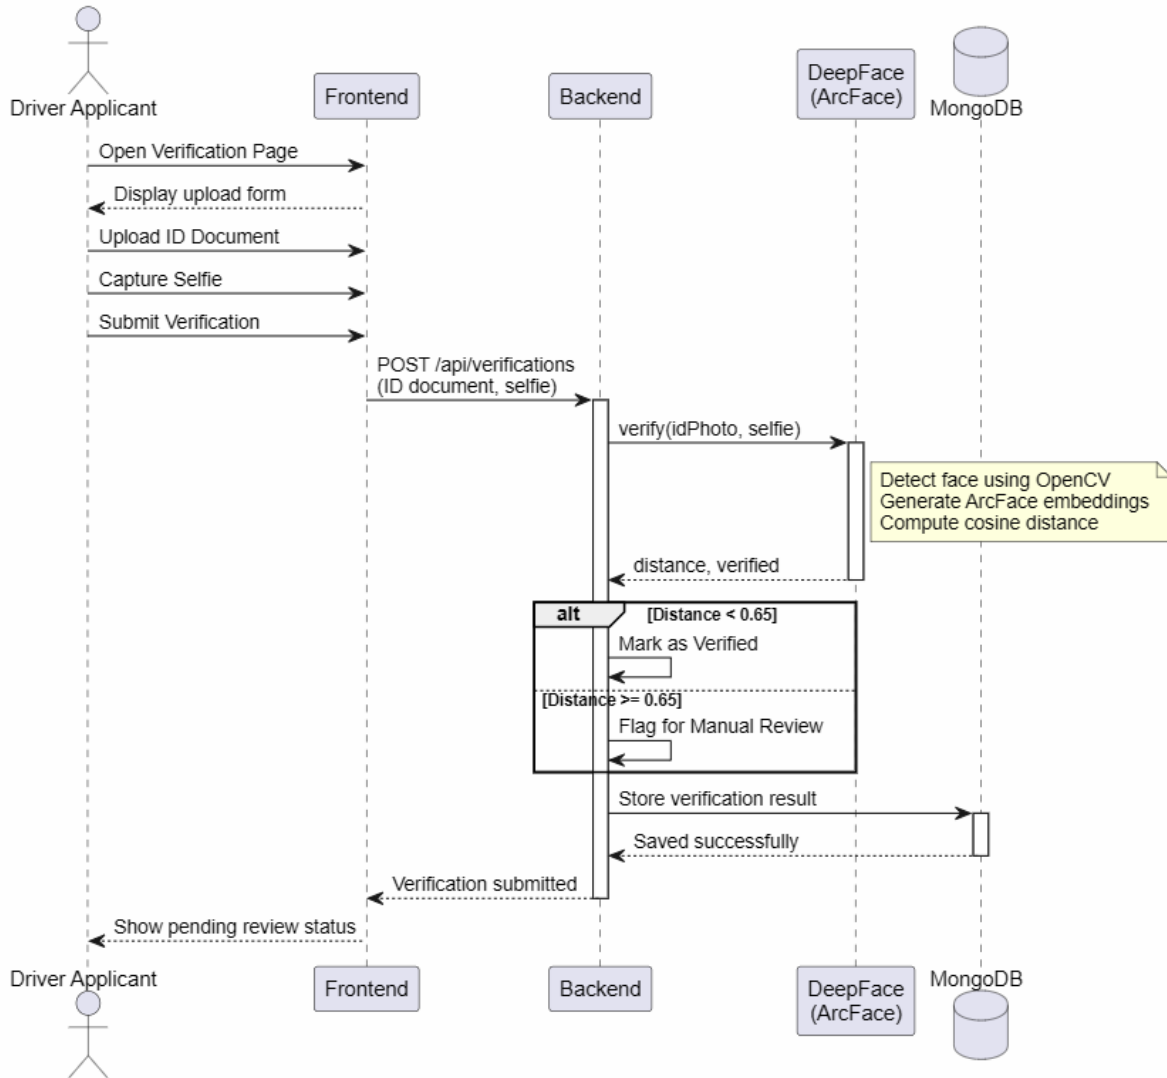 Driver Applicant
Frontend
Backend
DeepFace
(ArcFace)
MongoDB
Open Verification Page
Display upload form
Upload ID Document
Capture Selfie
Submit Verification
POST /api/verifications
(ID document, selfie)
verify(idPhoto, selfie)
Detect face using OpenCV
Generate ArcFace embeddings
Compute cosine distance
distance, verified
alt
[Distance < 0.65]
Mark as Verified
[Distance >= 0.65]
Flag for Manual Review
Store verification result
Saved successfully
Verification submitted
Show pending review status
Driver Applicant
Frontend
Backend
DeepFace
(ArcFace)
MongoDB